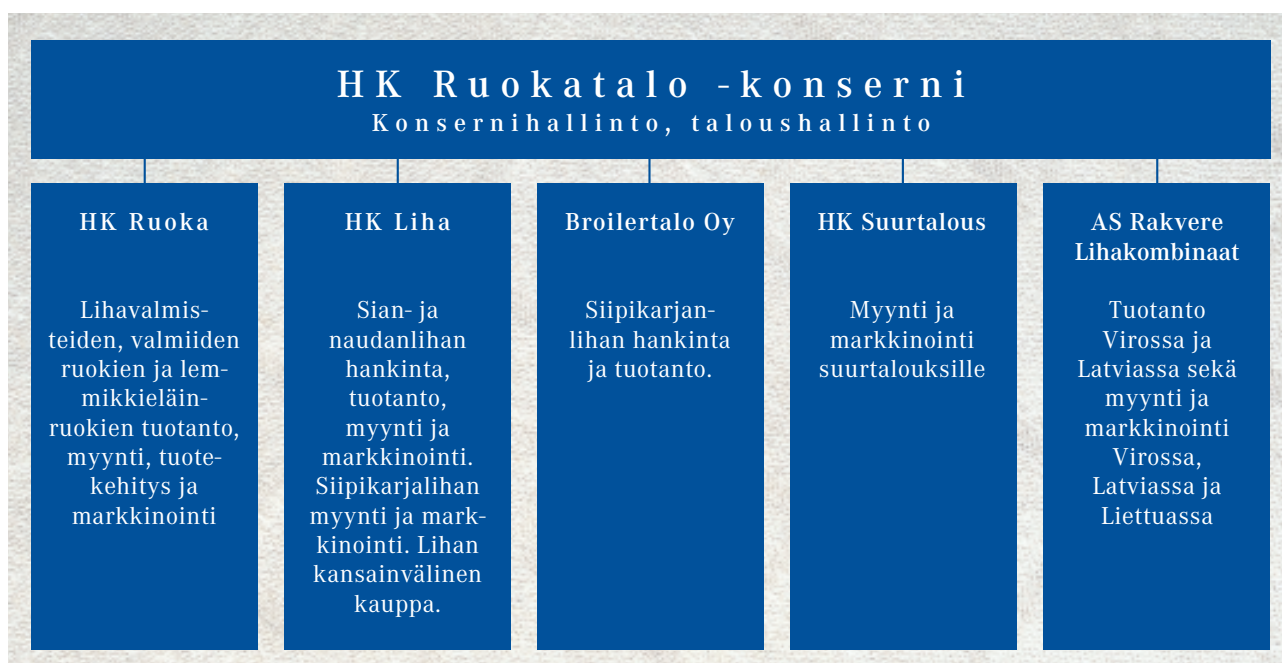 HK Ruokatalo -konserni
Konsernihallinto, taloushallinto
HK Ruoka
Lihavalmis-
teiden, valmiiden
ruokien ja lem-
mikkieläin-
ruokien tuotanto,
myynti, tuote-
kehitys ja
markkinointi
HK Liha
Sian- ja
naudanlihan
hankinta,
tuotanto,
myynti ja
markkinointi.
Siipikarjalihan
myynti ja mark-
kinointi. Lihan
kansainvälinen
kauppa.
Broilertalo Oy
Siipikarjan-
lihan hankinta
ja tuotanto.
HK Suurtalous
Myynti ja
markkinointi
suurtalouksille
AS Rakvere
Lihakombinaat
Tuotanto
Virossa ja
Latviassa sekä
myynti ja
markkinointi
Virossa,
Latviassa ja
Liettuassa